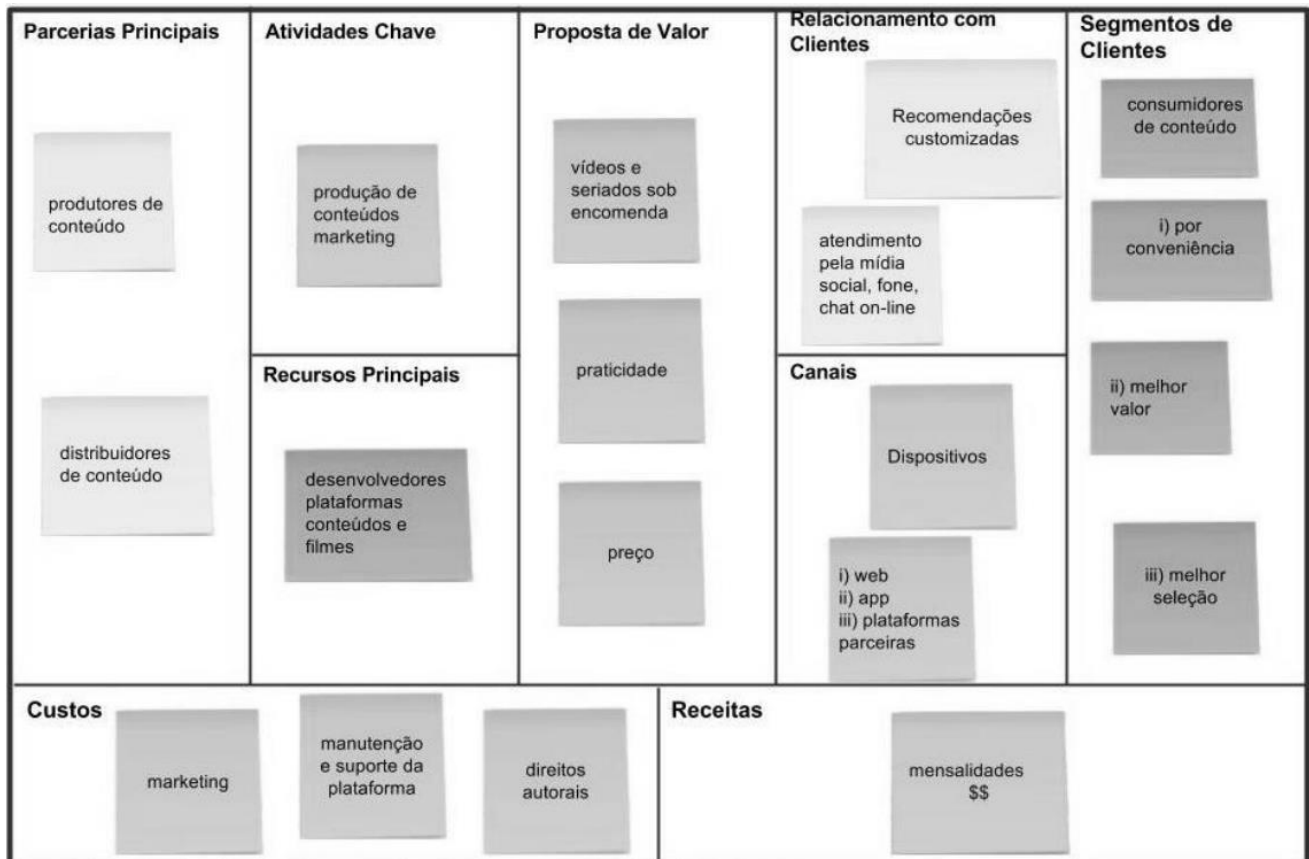 Parcerias Principais
produtores de
conteúdo
distribuidores
de conteúdo
Atividades Chave
produção de
conteúdos
marketing
Recursos Principais
desenvolvedores
plataformas
conteúdos e
filmes
Proposta de Valor
vídeos e
seriados sob
encomenda
praticidade
preço
Relacionamento com
Clientes
Recomendações
customizadas
atendimento
pela mídia
social, fone,
chat on-line
Canais
Dispositivos
i) web
ii) app
iii) plataformas
parceiras
Segmentos de
Clientes
consumidores
de conteúdo
i) por
conveniência
ii) melhor
valor
iii) melhor
seleção
Custos
marketing
manutenção
e suporte da
plataforma
direitos
autorais
Receitas
mensalidades
$$